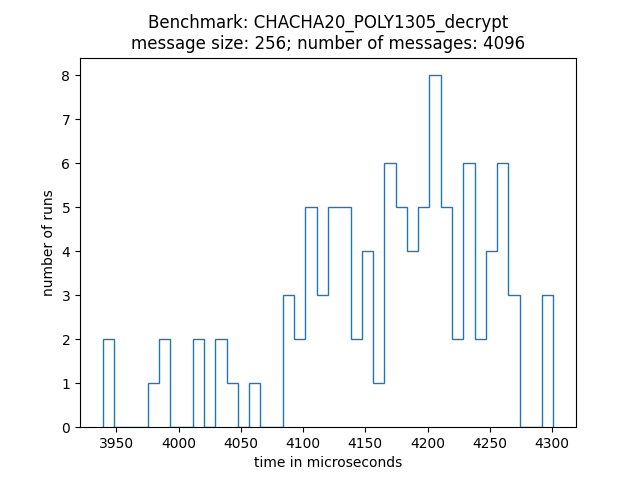 Benchmark: CHACHA20_POLY1305_decrypt
message size: 256; number of messages: 4096
8
7
6
5
4
3
2
1
0
number of runs
3950 4000 4050 4100 4150 4200 4250 4300
time in microseconds